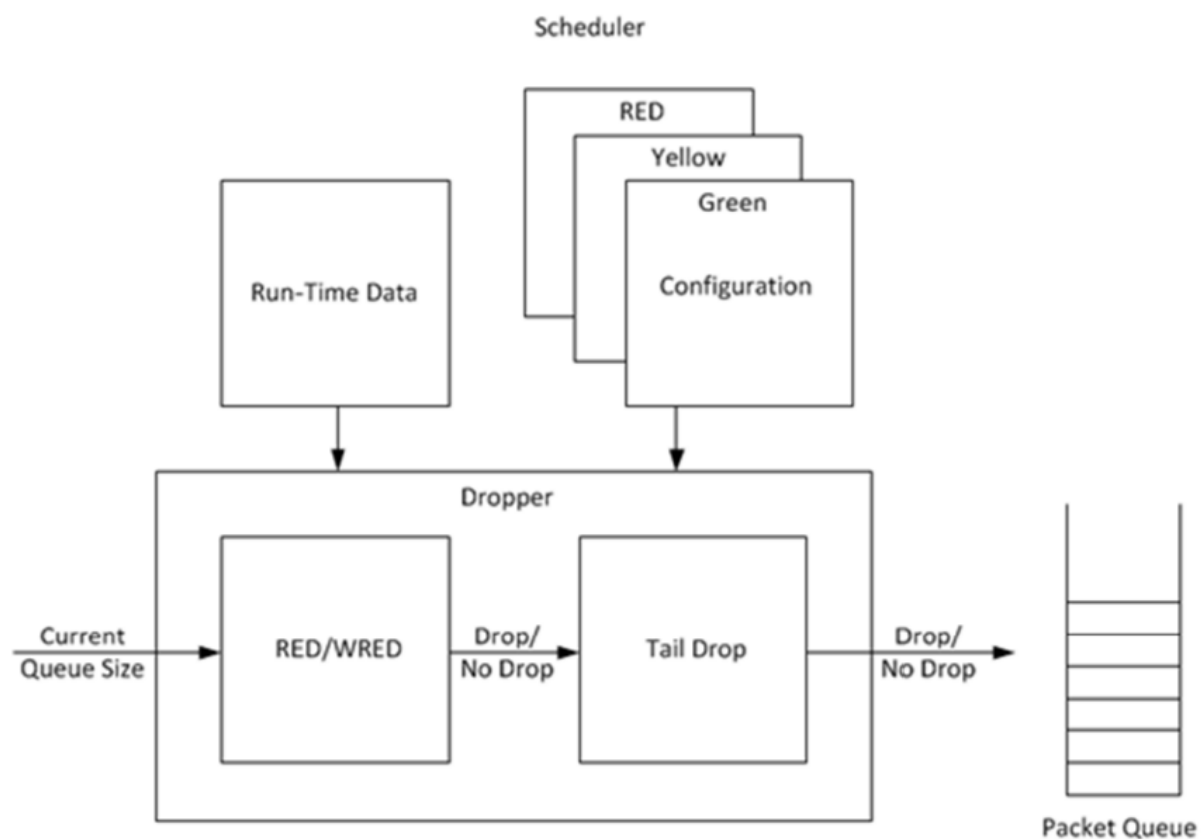 Scheduler
RED
Yellow
Green
Configuration
Run-Time Data
Dropper
Current
Queue Size
RED/WRED
Drop/
No Drop
Tail Drop
Drop/
No Drop
Packet Queue